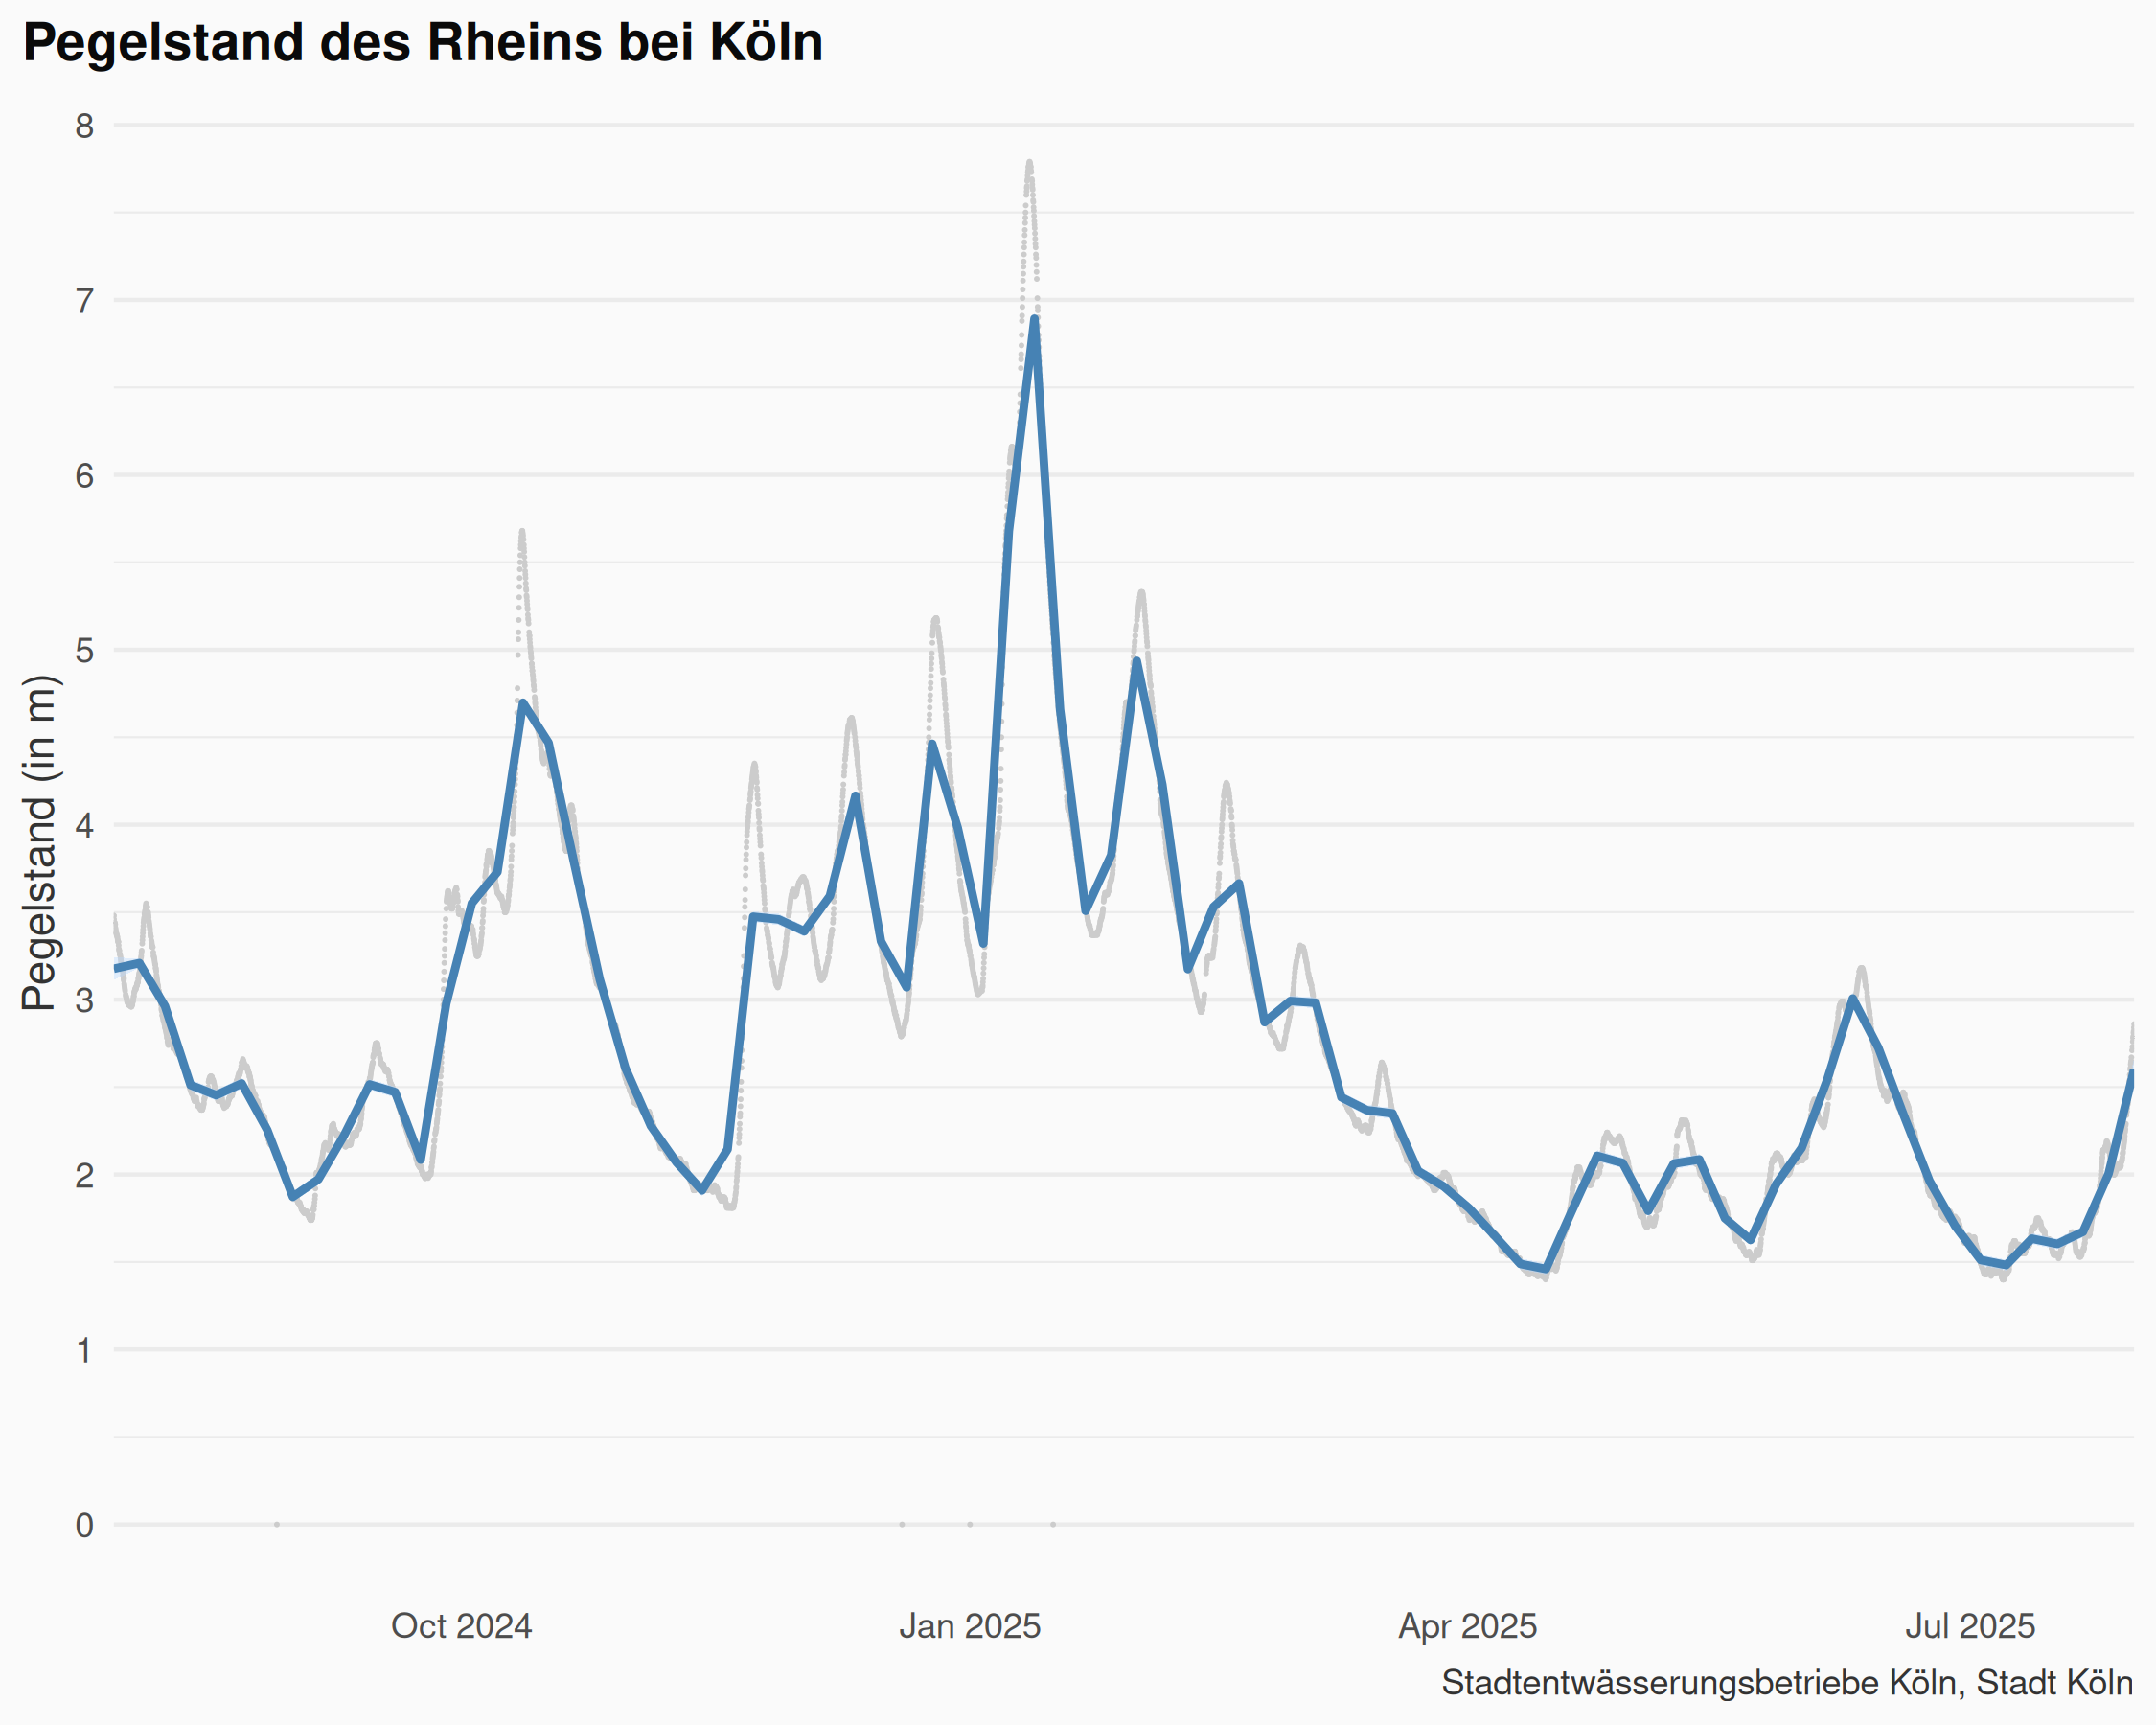 Pegelstand des Rheins bei Köln
Pegelstand (in m)
8
7
6
5
4
3
2
1
0
Oct 2024
Jan 2025
Apr 2025
Jul 2025
Stadtentwässerungsbetriebe Köln, Stadt Köln